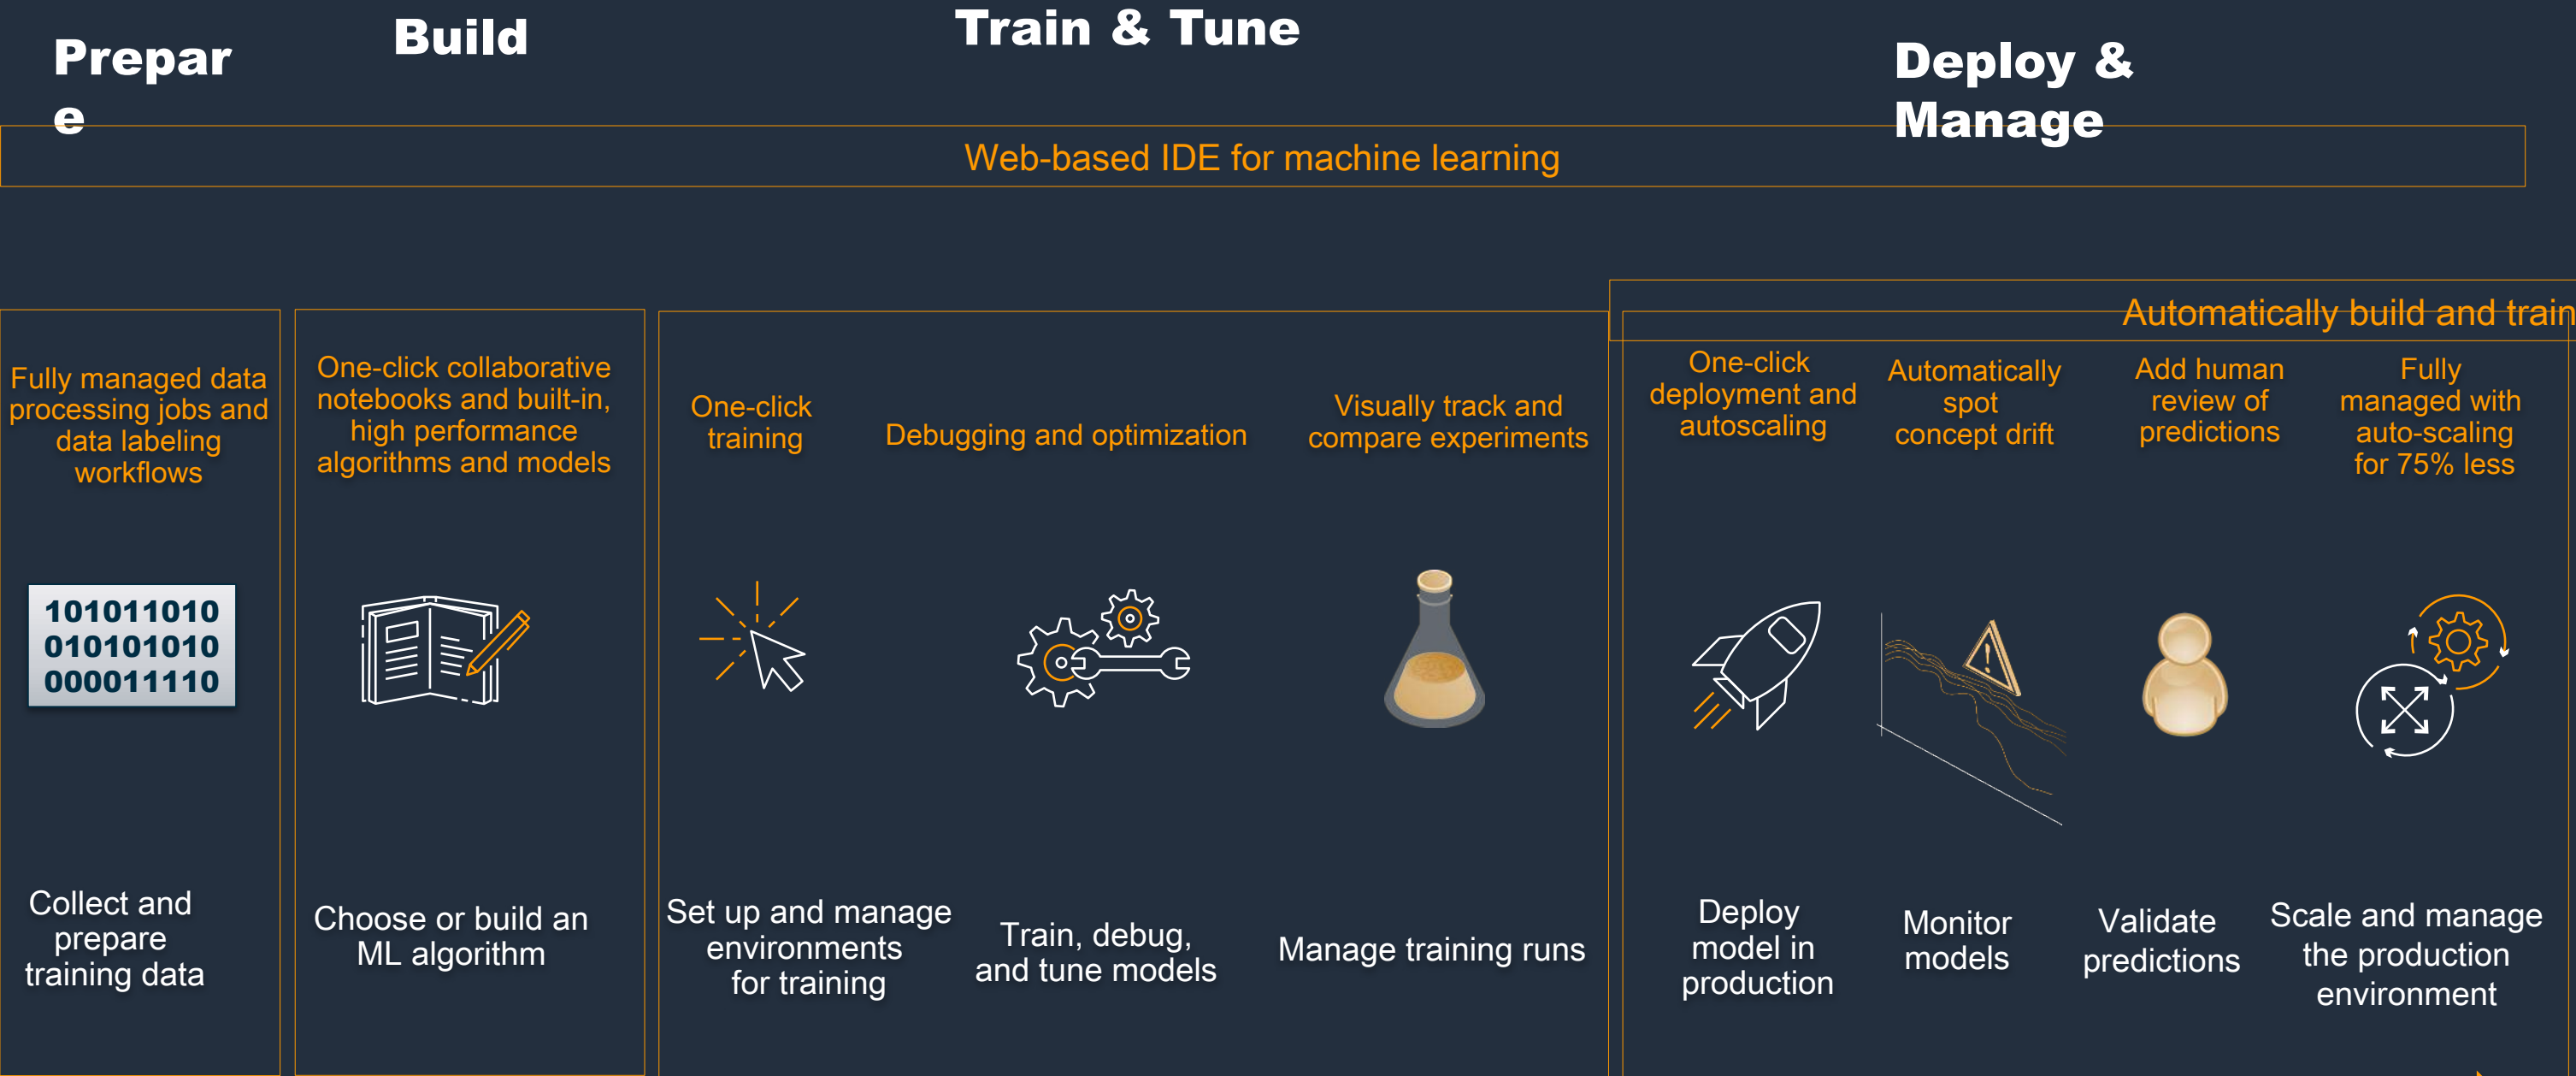 Prepar
e
Build
Train & Tune
Deploy &
Manage
Web-based IDE for machine learning
Automatically build and train
Fully managed data
processing jobs and
data labeling
workflows
One-click collaborative
notebooks and built-in,
high performance
algorithms and models
One-click
training
Debugging and optimization
Visually track and
compare experiments
One-click
deployment and
autoscaling
Automatically
spot
concept drift
Add human
review of
predictions
Fully
managed with
auto-scaling
for 75% less
101011010
010101010
000011110
Collect and
prepare
training data
Choose or build an
ML algorithm
Set up and manage
environments
for training
Train, debug,
and tune models
Manage training runs
Deploy
model in
production
Monitor
models
Validate
predictions
Scale and manage
the production
environment